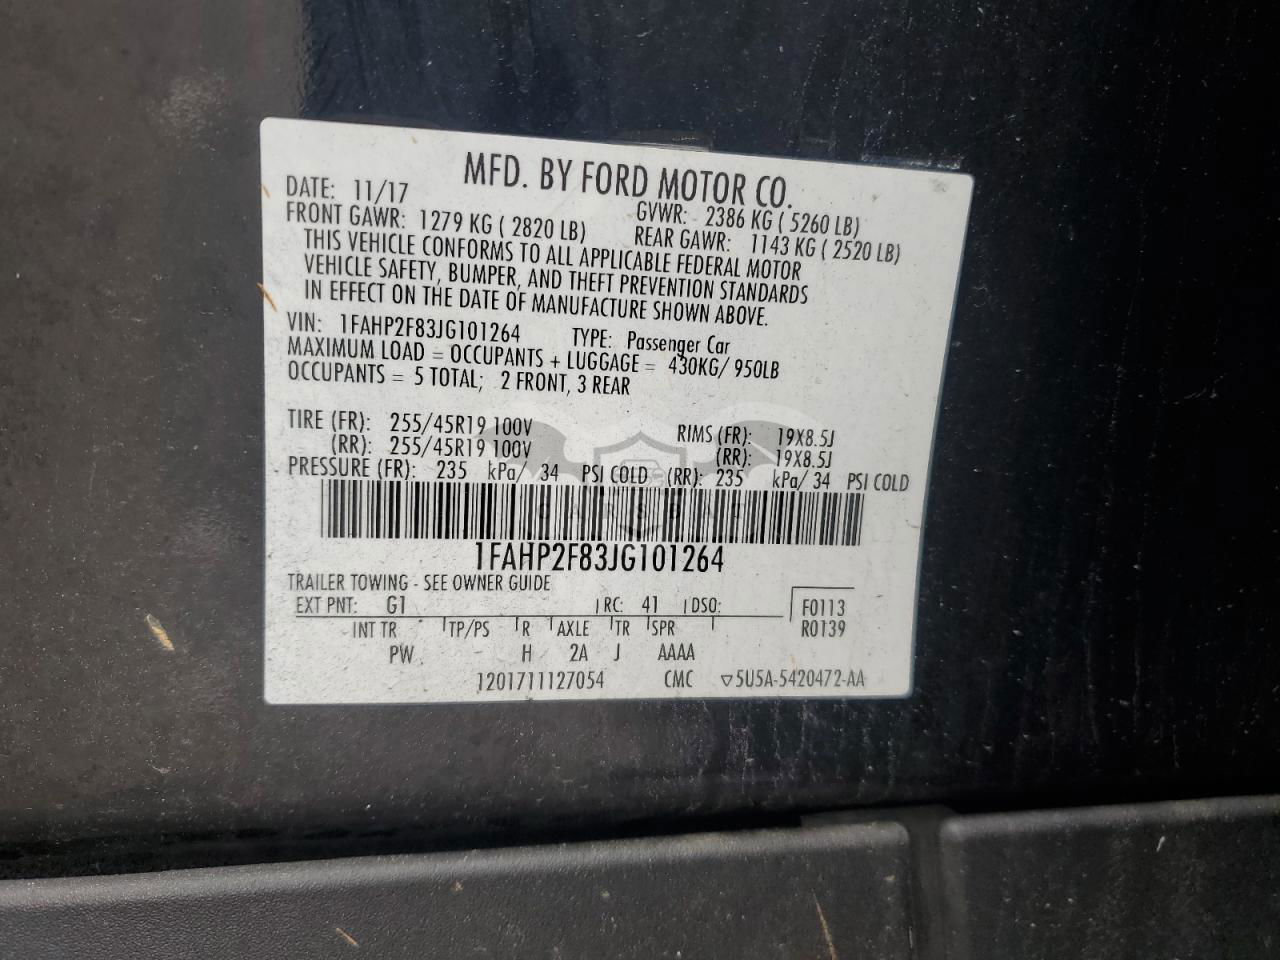 MFD. BY FORD MOTOR CO.
DATE: 11/17 GVWR: 2386 KG ( 5260 LB)
FRONT GAWR: 1279 KG ( 2820 LB) REAR GAWR: 1143 KG ( 2520 LB)
THIS VEHICLE CONFORMS TO ALL APPLICABLE FEDERAL MOTOR
VEHICLE SAFETY, BUMPER, AND THEFT PREVENTION STANDARDS
IN EFFECT ON THE DATE OF MANUFACTURE SHOWN ABOVE.
VIN: 1FAHP2F83JG101264 TYPE: Passenger Car
MAXIMUM LOAD = OCCUPANTS + LUGGAGE = 430KG/ 950LB
OCCUPANTS = 5 TOTAL; 2 FRONT, 3 REAR
TIRE (FR): 255/45R19 100V RIMS (FR): 19X8.5J
(RR): 255/45R19 100V (RR): 19X8.5J
PRESSURE (FR): 235 kPa/ 34 PSI COLD (RR): 235 kPa/ 34 PSI COLD
1FAHP2F83JG101264
TRAILER TOWING - SEE OWNER GUIDE
EXT PNT: G1 RC: 41 DSO: F0113
INT TR TP/PS R AXLE TR SPR R0139
PW H 2A J AAAA
1201711127054 CMC ▽5U5A-5420472-AA